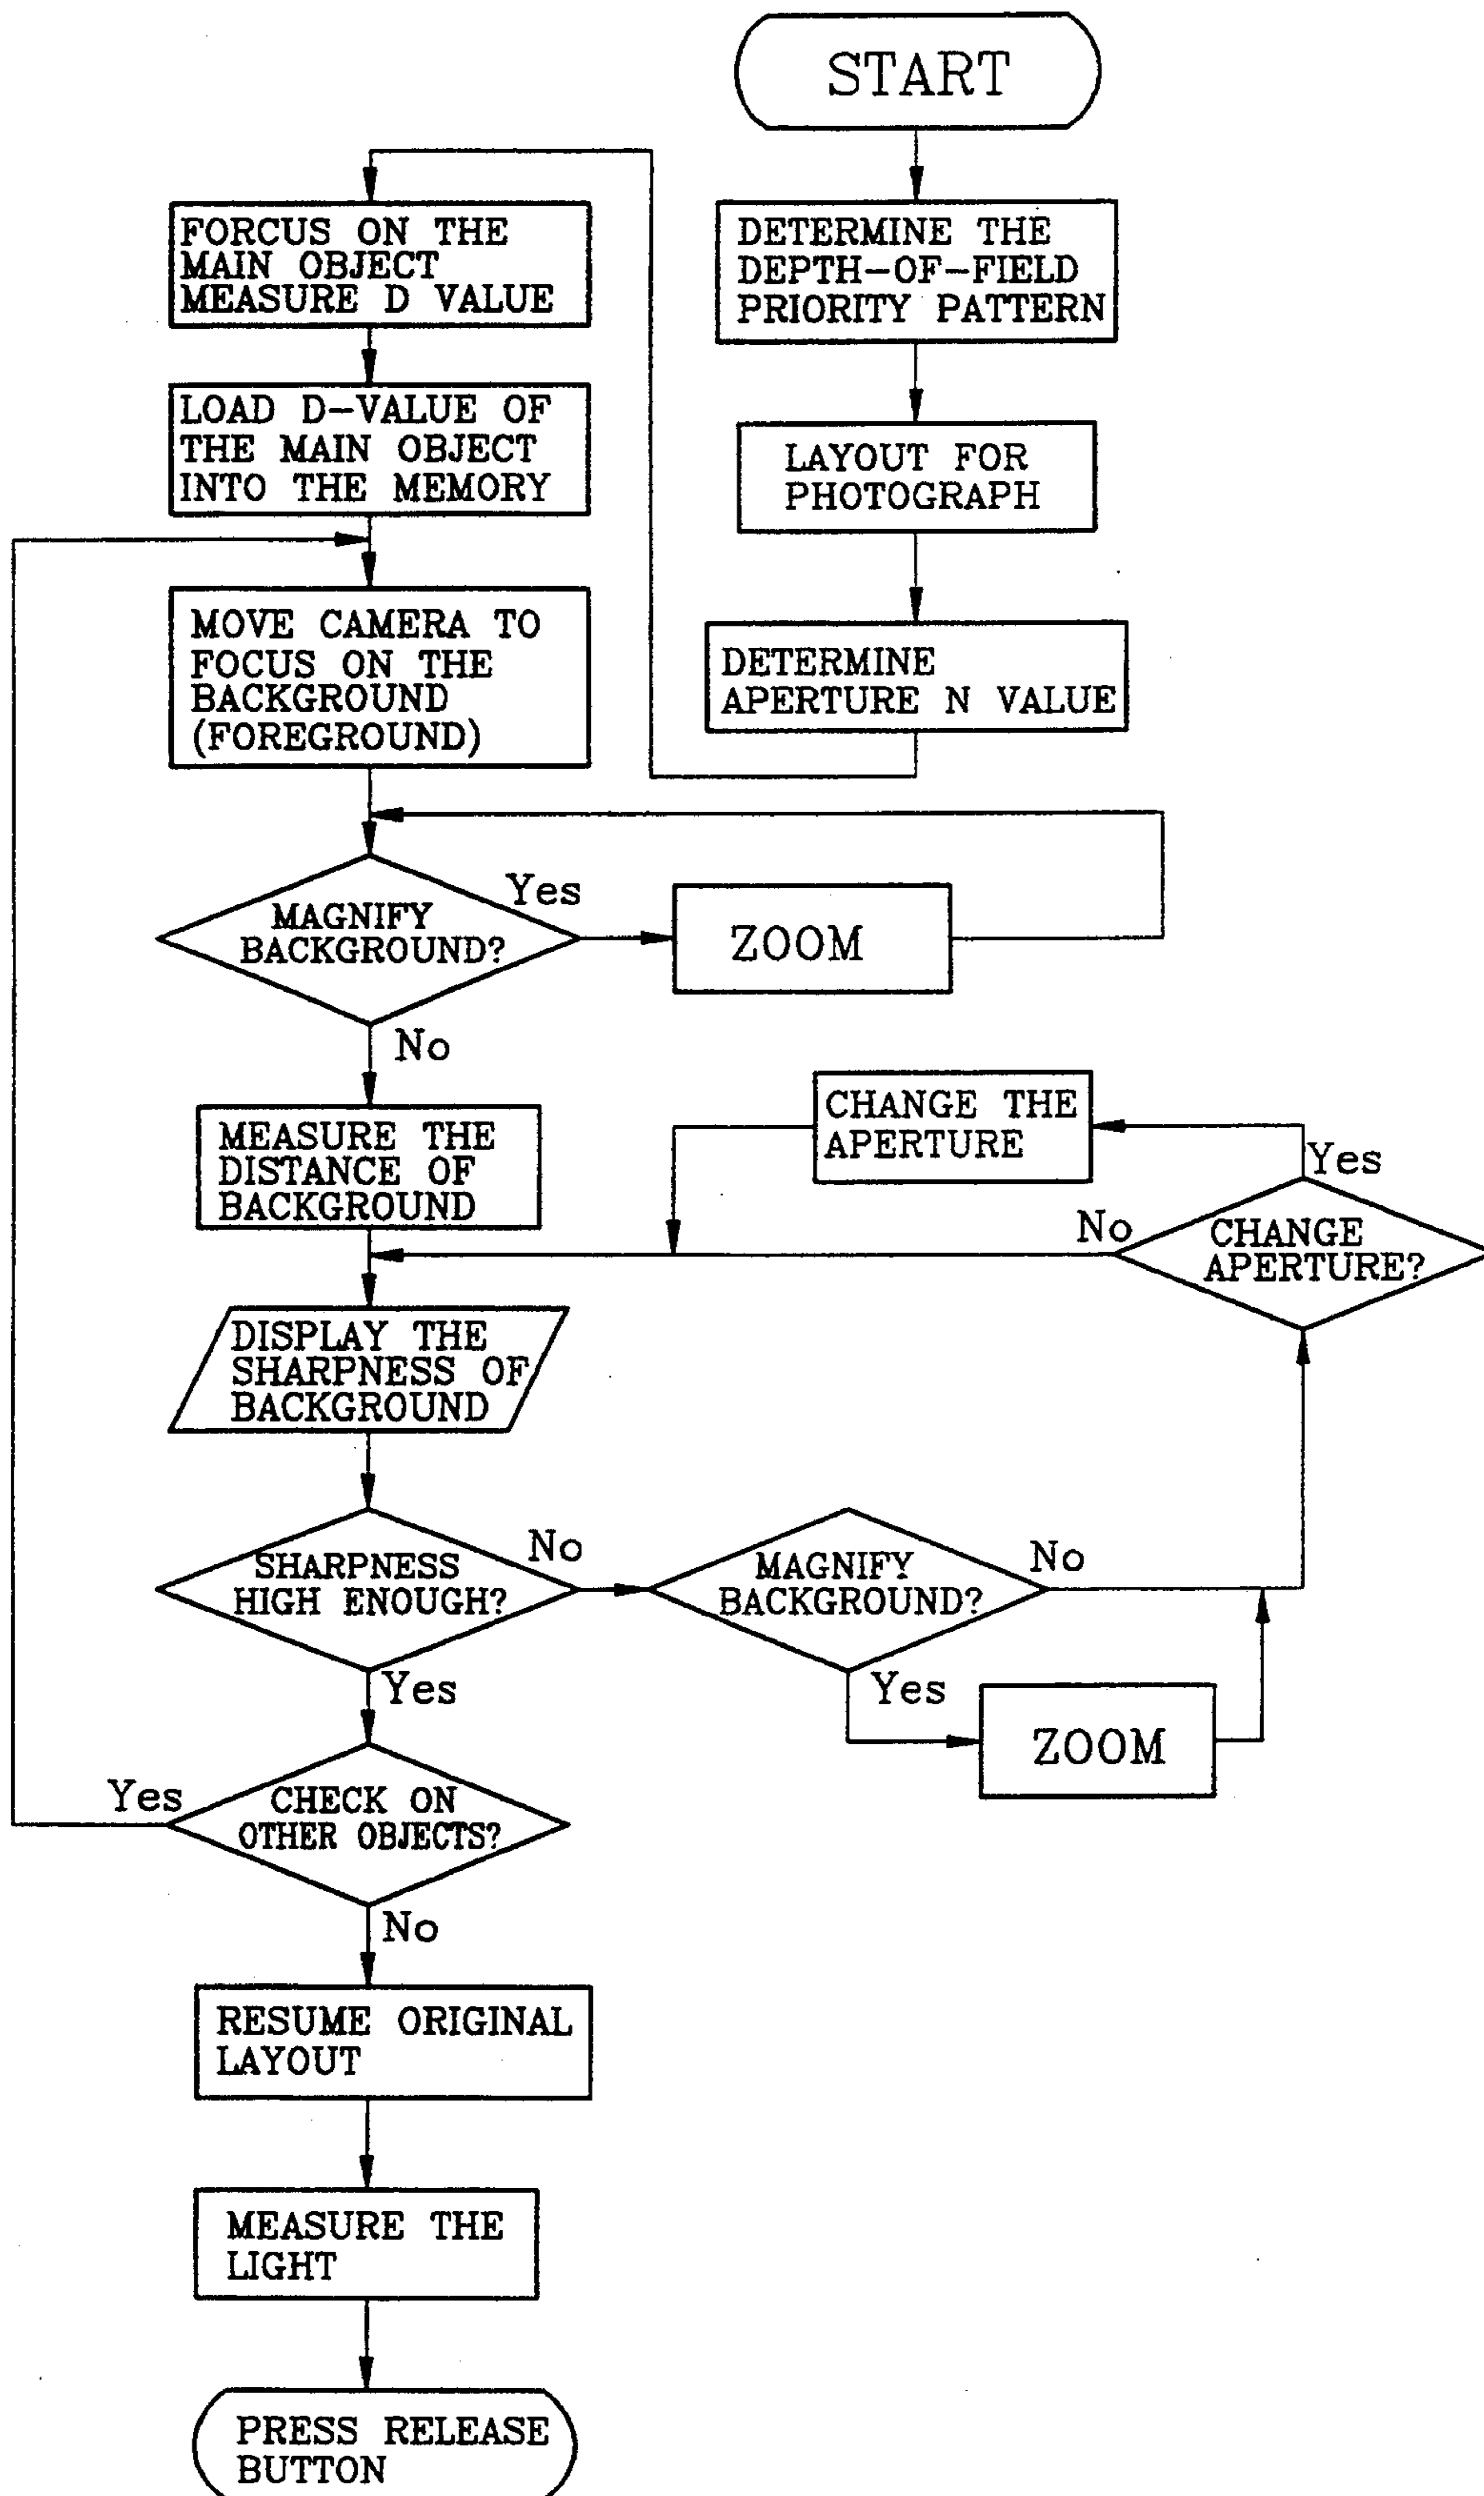 START
DETERMINE THE
DEPTH-OF-FIELD
PRIORITY PATTERN
LAYOUT FOR
PHOTOGRAPH
DETERMINE
APERTURE N VALUE
FORCUS ON THE
MAIN OBJECT
MEASURE D VALUE
LOAD D-VALUE OF
THE MAIN OBJECT
INTO THE MEMORY
MOVE CAMERA TO
FOCUS ON THE
BACKGROUND
(FOREGROUND)
MAGNIFY
BACKGROUND?
Yes
ZOOM
No
MEASURE THE
DISTANCE OF
BACKGROUND
CHANGE THE
APERTURE
Yes
No
CHANGE
APERTURE?
DISPLAY THE
SHARPNESS OF
BACKGROUND
SHARPNESS
HIGH ENOUGH?
No
MAGNIFY
BACKGROUND?
No
Yes
ZOOM
Yes
CHECK ON
OTHER OBJECTS?
Yes
No
RESUME ORIGINAL
LAYOUT
MEASURE THE
LIGHT
PRESS RELEASE
BUTTON